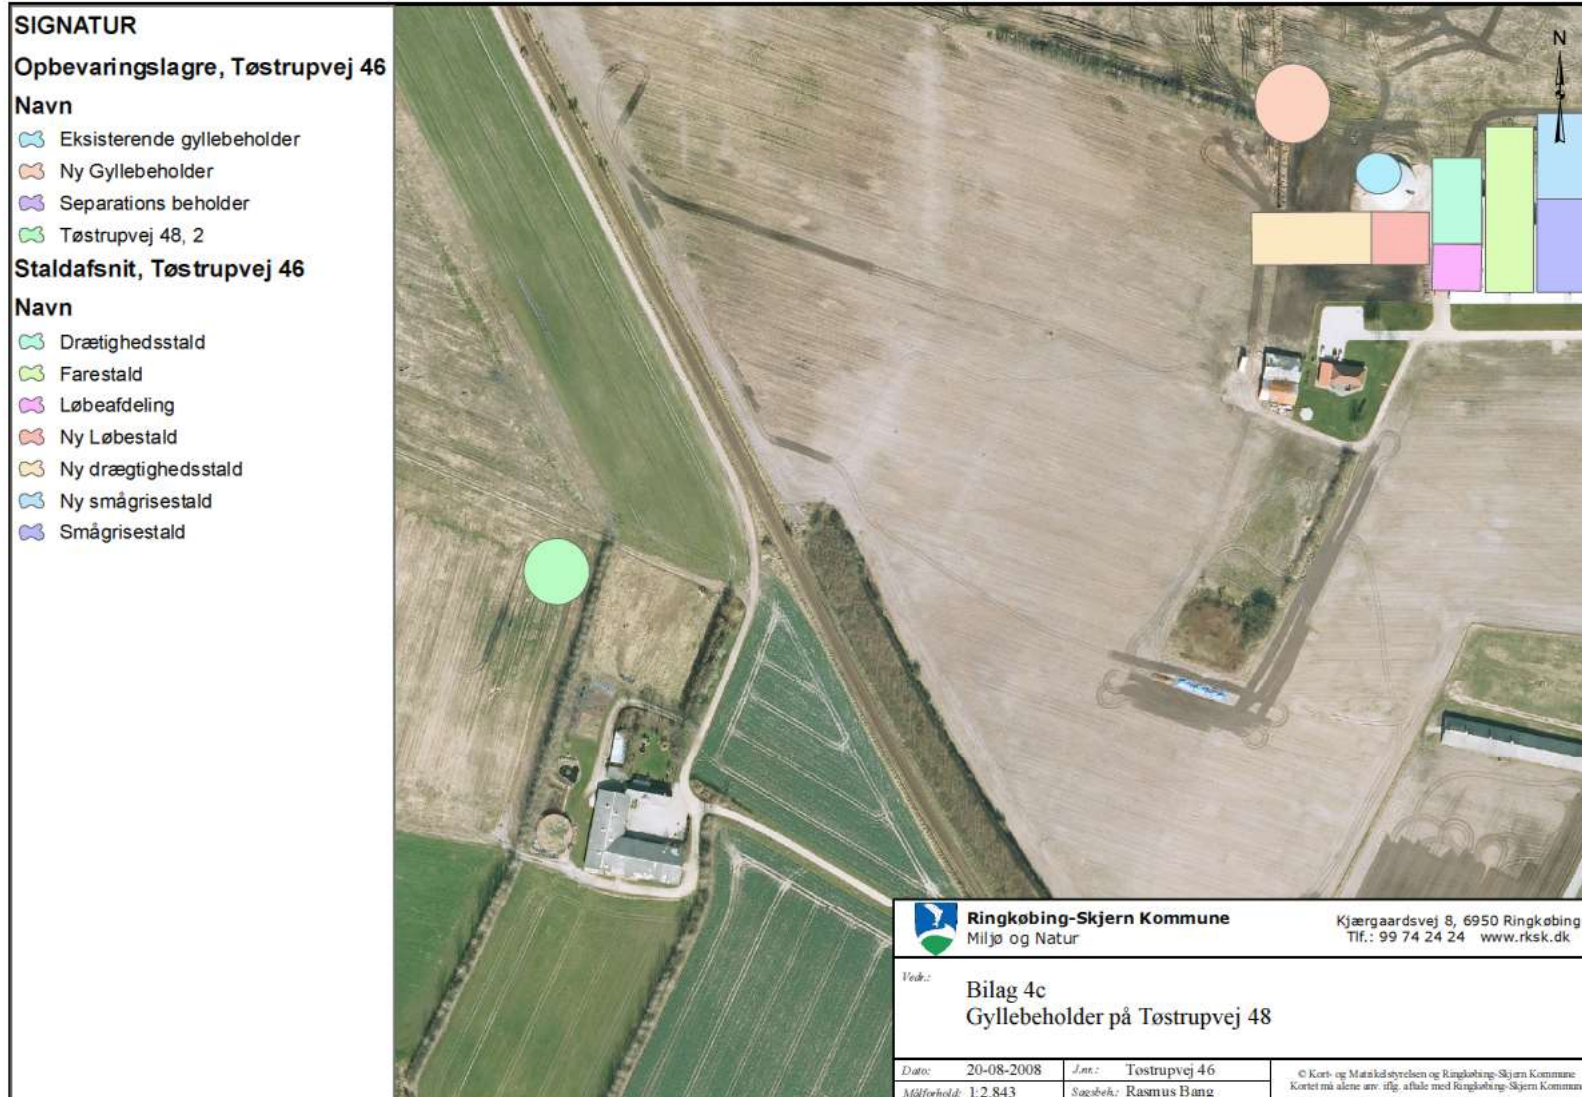 SIGNATUR
Opbevaringslagre, Tøstrupvej 46
Navn
Eksisterende gyllebeholder
Ny Gyllebeholder
Separations beholder
Tøstrupvej 48, 2
Staldafsnit, Tøstrupvej 46
Navn
Drætighedsstald
Farestald
Løbeafdeling
Ny Løbestald
Ny drægtighedsstald
Ny smågrisestald
Smågrisestald
N
Ringkøbing-Skjern Kommune
Miljø og Natur
Kjærgaardsvej 8, 6950 Ringkøbing
Tlf.: 99 74 24 24 www.rksk.dk
Vedr.:
Bilag 4c
Gyllebeholder på Tøstrupvej 48
Dato: 20-08-2008
J.nr.: Tøstrupvej 46
Målforhold: 1:2.843
Sagsbeh.: Rasmus Bang
© Kort- og Matrikelstyrelsen og Ringkøbing-Skjern Kommune
Kortet må alene anv. iflg. aftale med Ringkøbing-Skjern Kommune